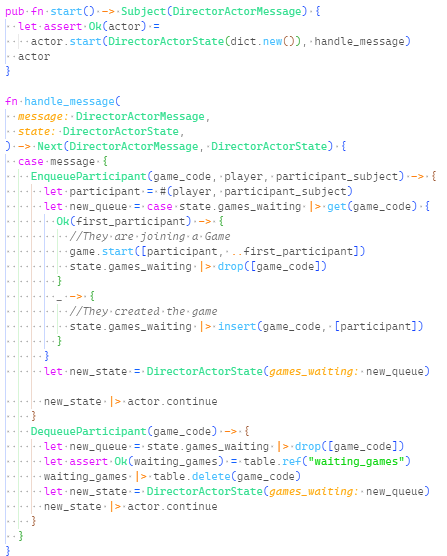 pub fn start() -> Subject(DirectorActorMessage) {
  let assert Ok(actor) =
    actor.start(DirectorActorState(dict.new()), handle_message)
  actor
}

fn handle_message(
  message: DirectorActorMessage,
  state: DirectorActorState,
) -> Next(DirectorActorMessage, DirectorActorState) {
  case message {
    EnqueueParticipant(game_code, player, participant_subject) -> {
      let participant = #(player, participant_subject)
      let new_queue = case state.games_waiting |> get(game_code) {
        Ok(first_participant) -> {
          //They are joining a Game
          game.start([participant, ..first_participant])
          state.games_waiting |> drop([game_code])
        }
        _ -> {
          //They created the game
          state.games_waiting |> insert(game_code, [participant])
        }
      }
      let new_state = DirectorActorState(games_waiting: new_queue)

      new_state |> actor.continue
    }
    DequeueParticipant(game_code) -> {
      let new_queue = state.games_waiting |> drop([game_code])
      let assert Ok(waiting_games) = table.ref("waiting_games")
      waiting_games |> table.delete(game_code)
      let new_state = DirectorActorState(games_waiting: new_queue)
      new_state |> actor.continue
    }
  }
}